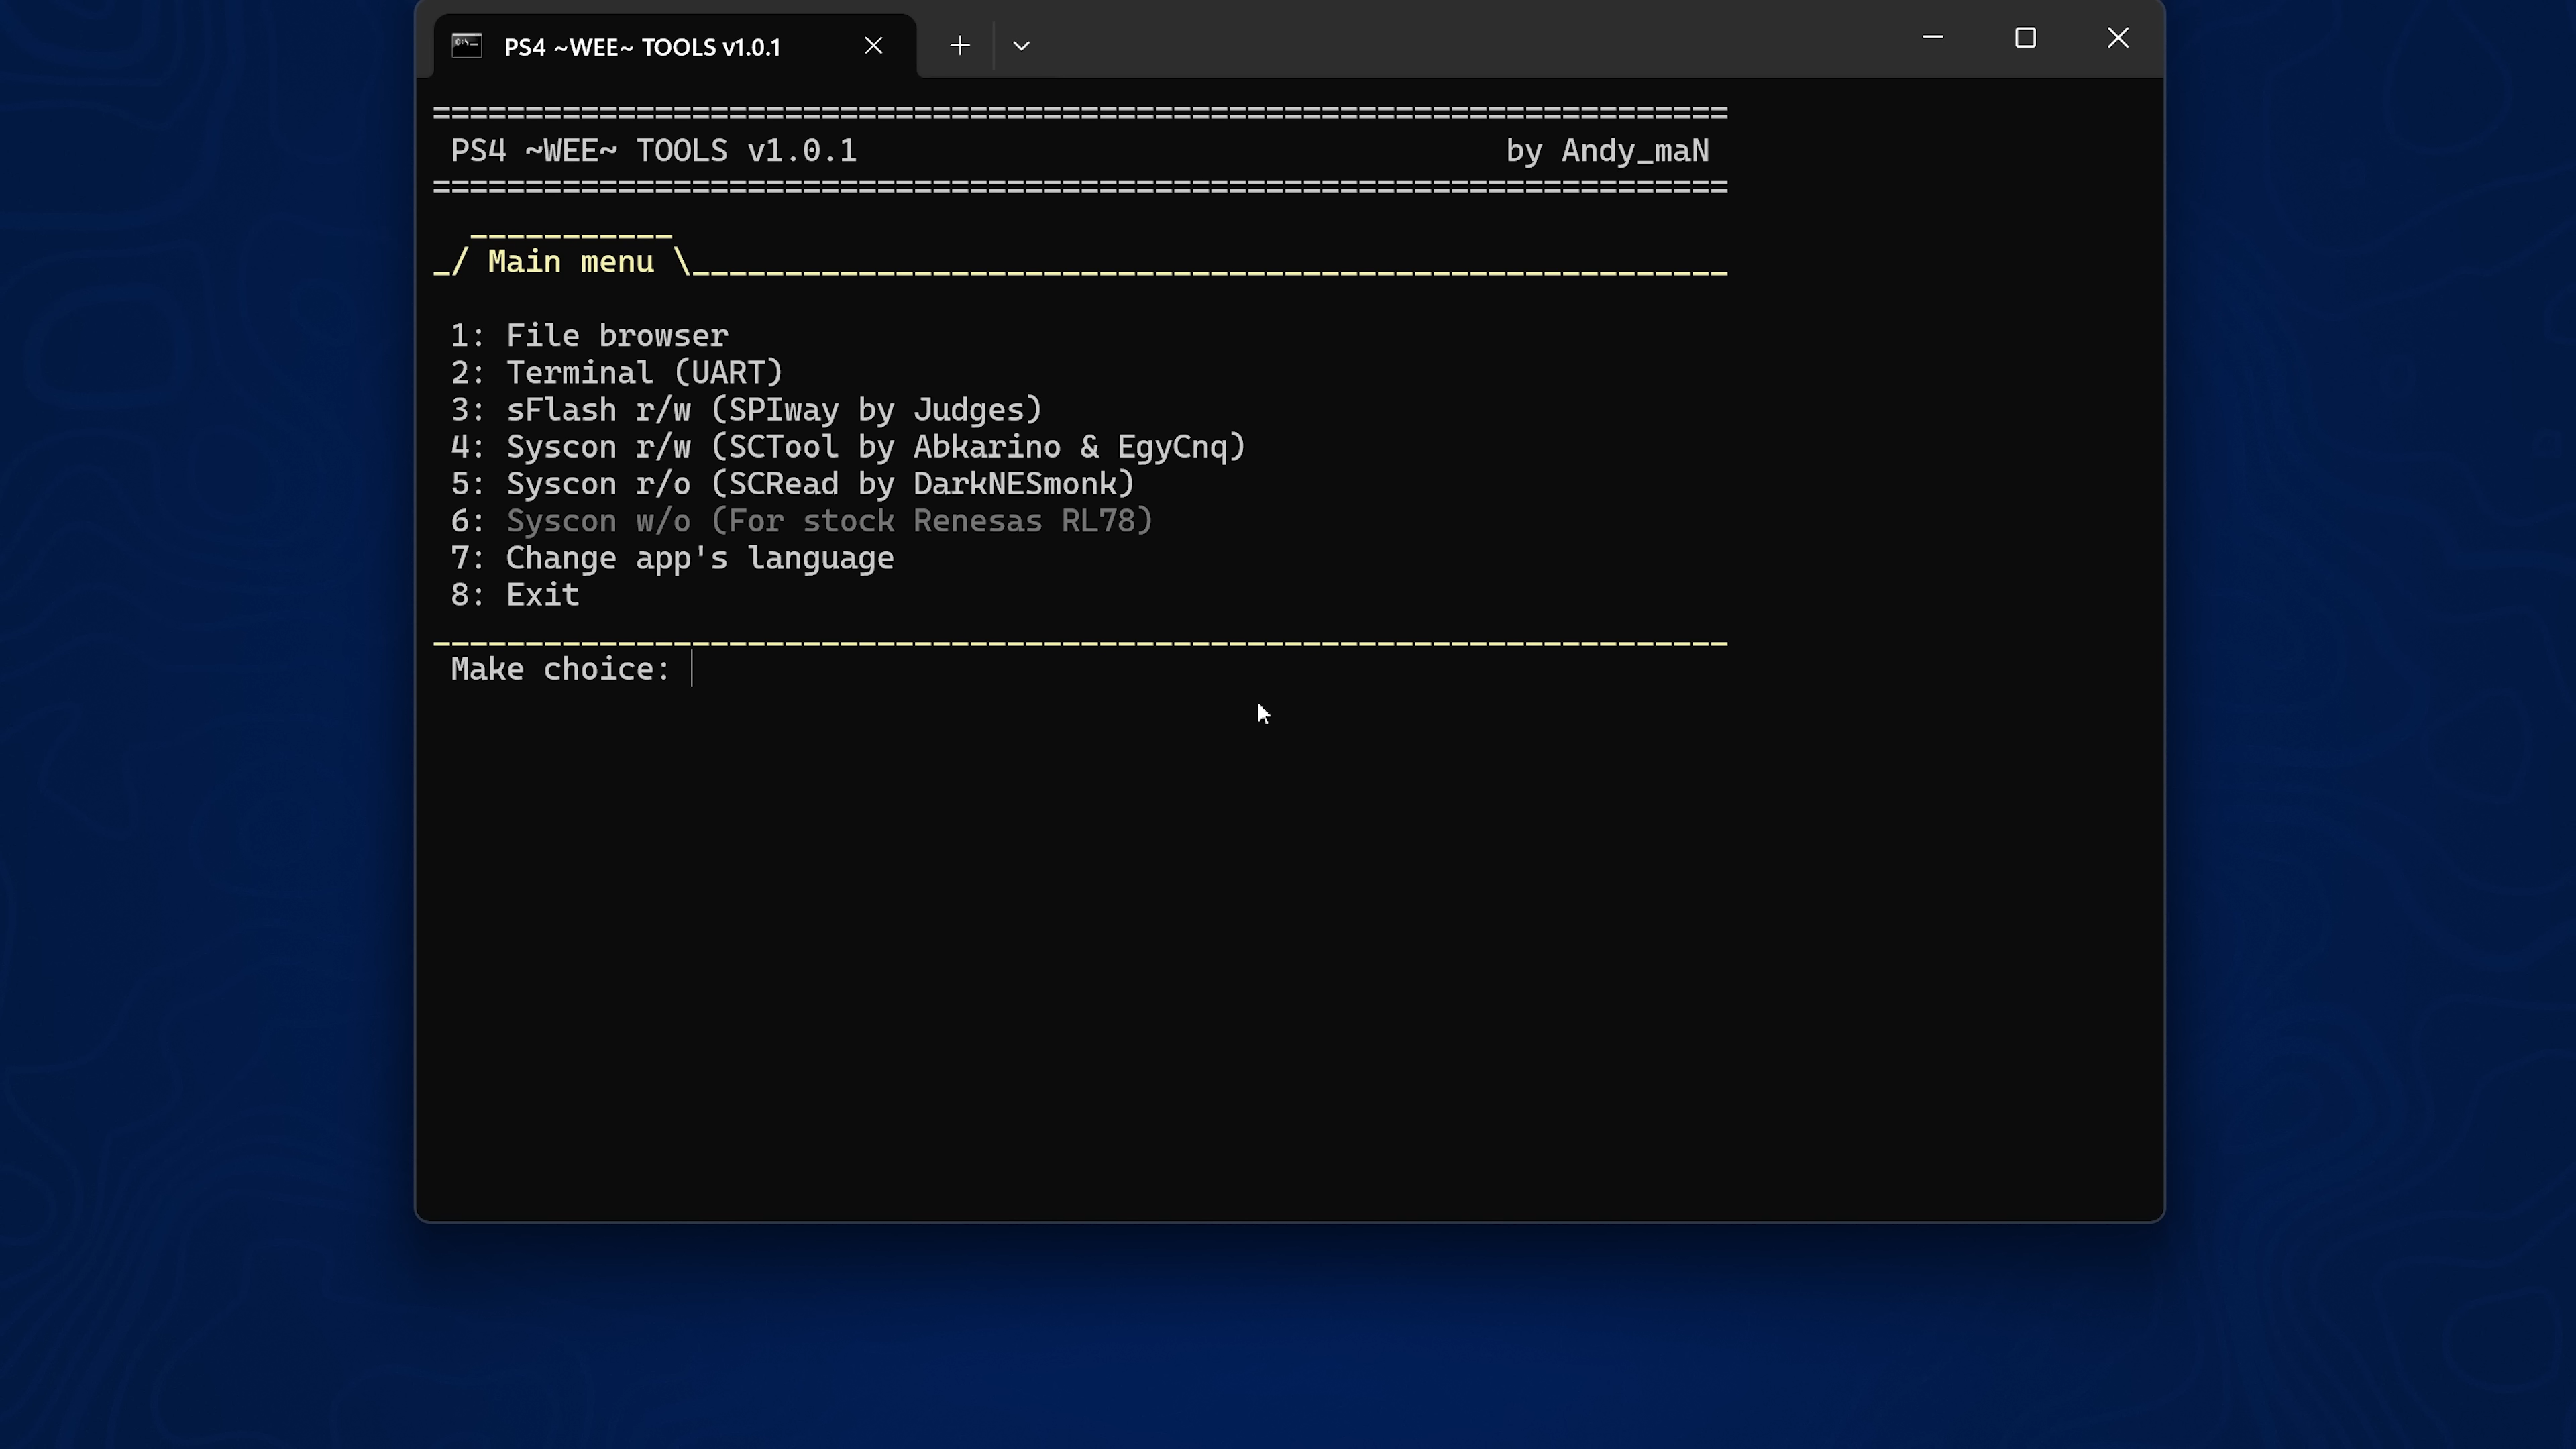 PS4 ~WEE~ TOOLS v1.0.1
======================================================================
PS4 ~WEE~ TOOLS v1.0.1 by Andy_maN
======================================================================
___________
_/ Main menu \________________________________________________________
1: File browser
2: Terminal (UART)
3: sFlash r/w (SPIway by Judges)
4: Syscon r/w (SCTool by Abkarino & EgyCnq)
5: Syscon r/o (SCRead by DarkNESmonk)
6: Syscon w/o (For stock Renesas RL78)
7: Change app's language
8: Exit
______________________________________________________________________
Make choice: